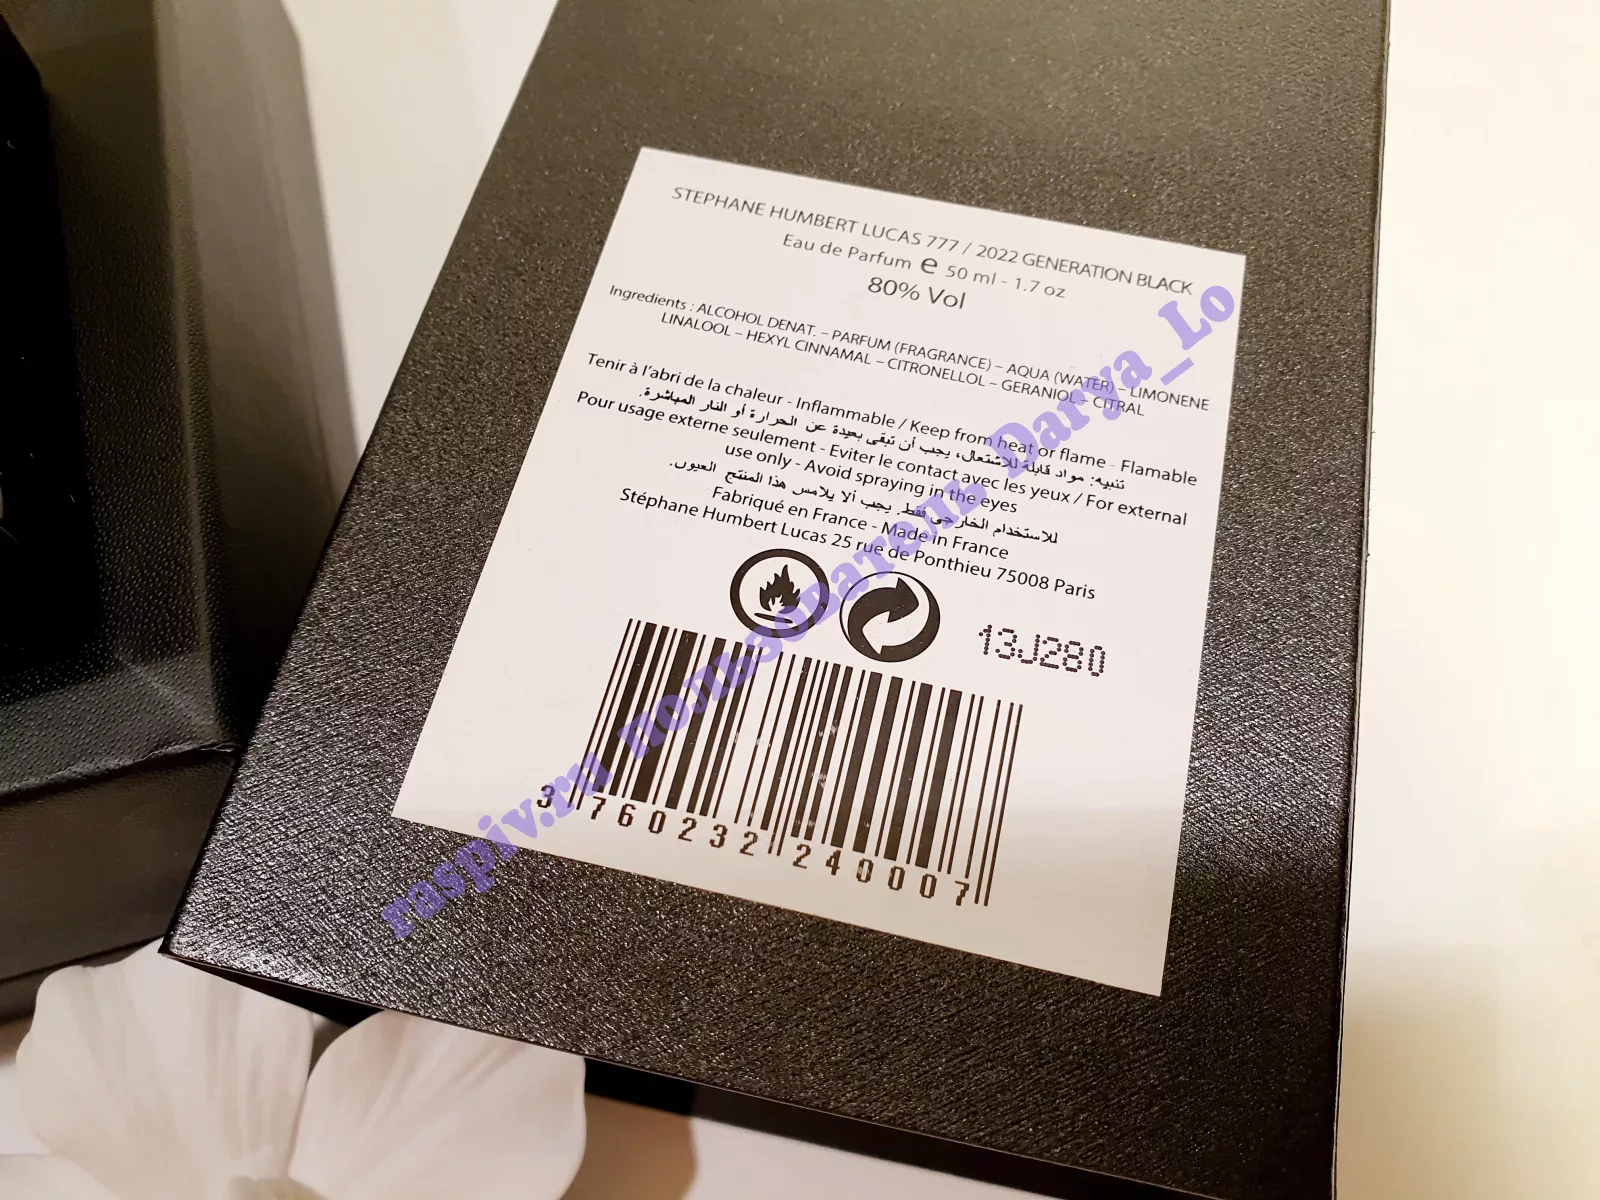 STEPHANE HUMBERT LUCAS 777 / 2022 GENERATION BLACK
Eau de Parfum e 50 ml - 1.7 oz
80% Vol
Ingredients : ALCOHOL DENAT. – PARFUM (FRAGRANCE) – AQUA (WATER) – LIMONENE
LINALOOL – HEXYL CINNAMAL – CITRONELLOL – GERANIOL – CITRAL
Tenir à l'abri de la chaleur - Inflammable / Keep from heat or flame - Flamable
تنبيه: مواد قابلة للاشتعال، يجب أن تبقى بعيدة عن الحرارة أو النار المباشرة.
Pour usage externe seulement - Eviter le contact avec les yeux / For external
use only - Avoid spraying in the eyes
للاستخدام الخارجي فقط. يجب ألا يلامس هذا المنتج العيون.
Fabriqué en France - Made in France
Stéphane Humbert Lucas 25 rue de Ponthieu 75008 Paris
13J280
3 760232 240007
raspiv.ru пользователь Darya_Lo